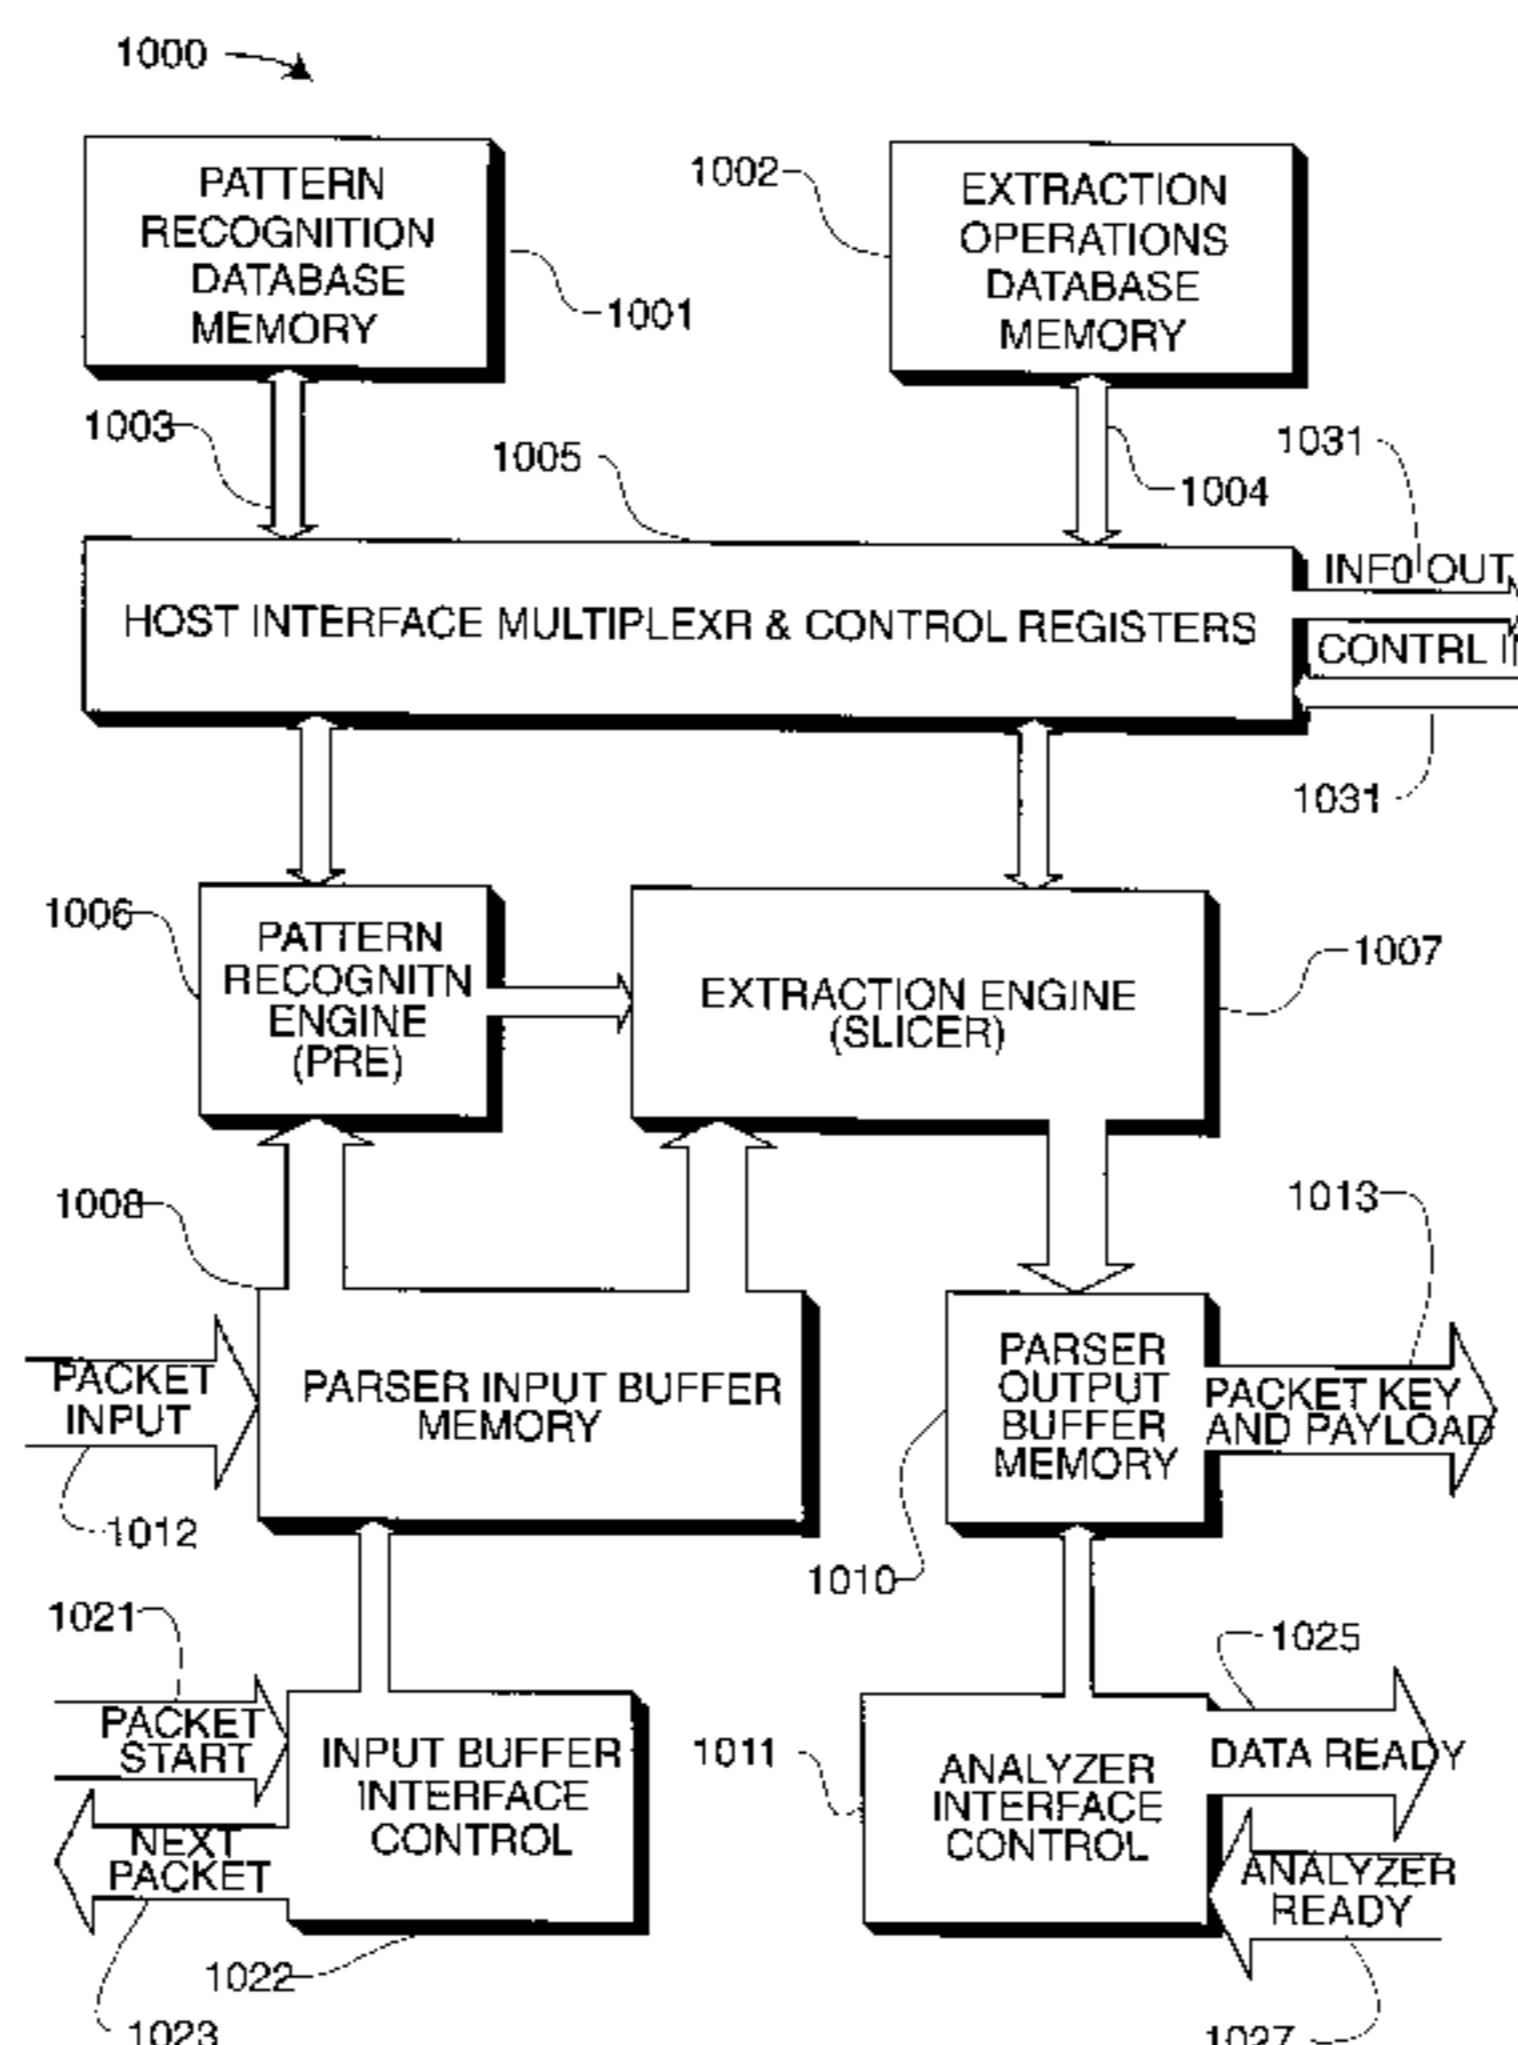 1000
PATTERN
RECOGNITION
DATABASE
MEMORY
1001
1002
EXTRACTION
OPERATIONS
DATABASE
MEMORY
1003
1005
1004
1031
HOST INTERFACE MULTIPLEXR & CONTROL REGISTERS
INFO OUT
CONTRL IN
1031
1006
PATTERN
RECOGNITN
ENGINE
(PRE)
EXTRACTION ENGINE
(SLICER)
1007
1008
1013
PACKET
INPUT
PARSER INPUT BUFFER
MEMORY
PARSER
OUTPUT
BUFFER
MEMORY
PACKET KEY
AND PAYLOAD
1012
1010
1021
1025
PACKET
START
NEXT
PACKET
INPUT BUFFER
INTERFACE
CONTROL
1011
ANALYZER
INTERFACE
CONTROL
DATA READY
ANALYZER
READY
1022
1023
1027